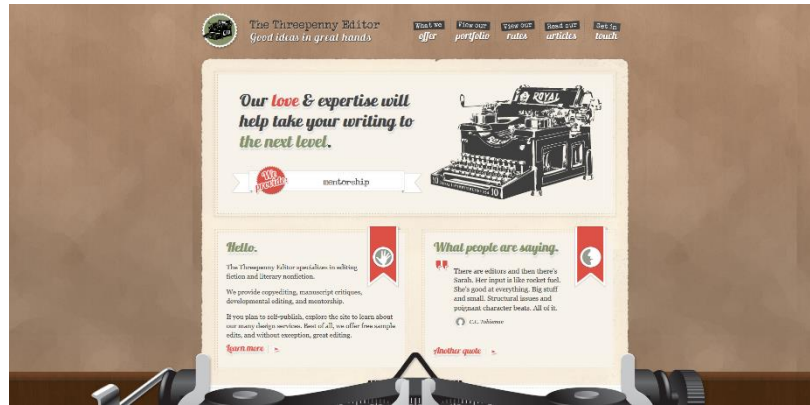 The Threepenny Editor
Good ideas in great hands
What we offer
View our portfolio
View our rates
Read our articles
Get in touch
Our love & expertise will
help take your writing to
the next level.
ROYAL
We provide
mentorship
10
10
Hello.
The Threepenny Editor specializes in editing
fiction and literary nonfiction.
We provide copyediting, manuscript critiques,
developmental editing, and mentorship.
If you plan to self-publish, explore the site to learn about
our many design services. Best of all, we offer free sample
edits, and without exception, great editing.
Learn more
What people are saying.
There are editors and then there's
Sarah. Her input is like rocket fuel.
She's good at everything. Big stuff
and small. Structural issues and
poignant character beats. All of it.
Another quote